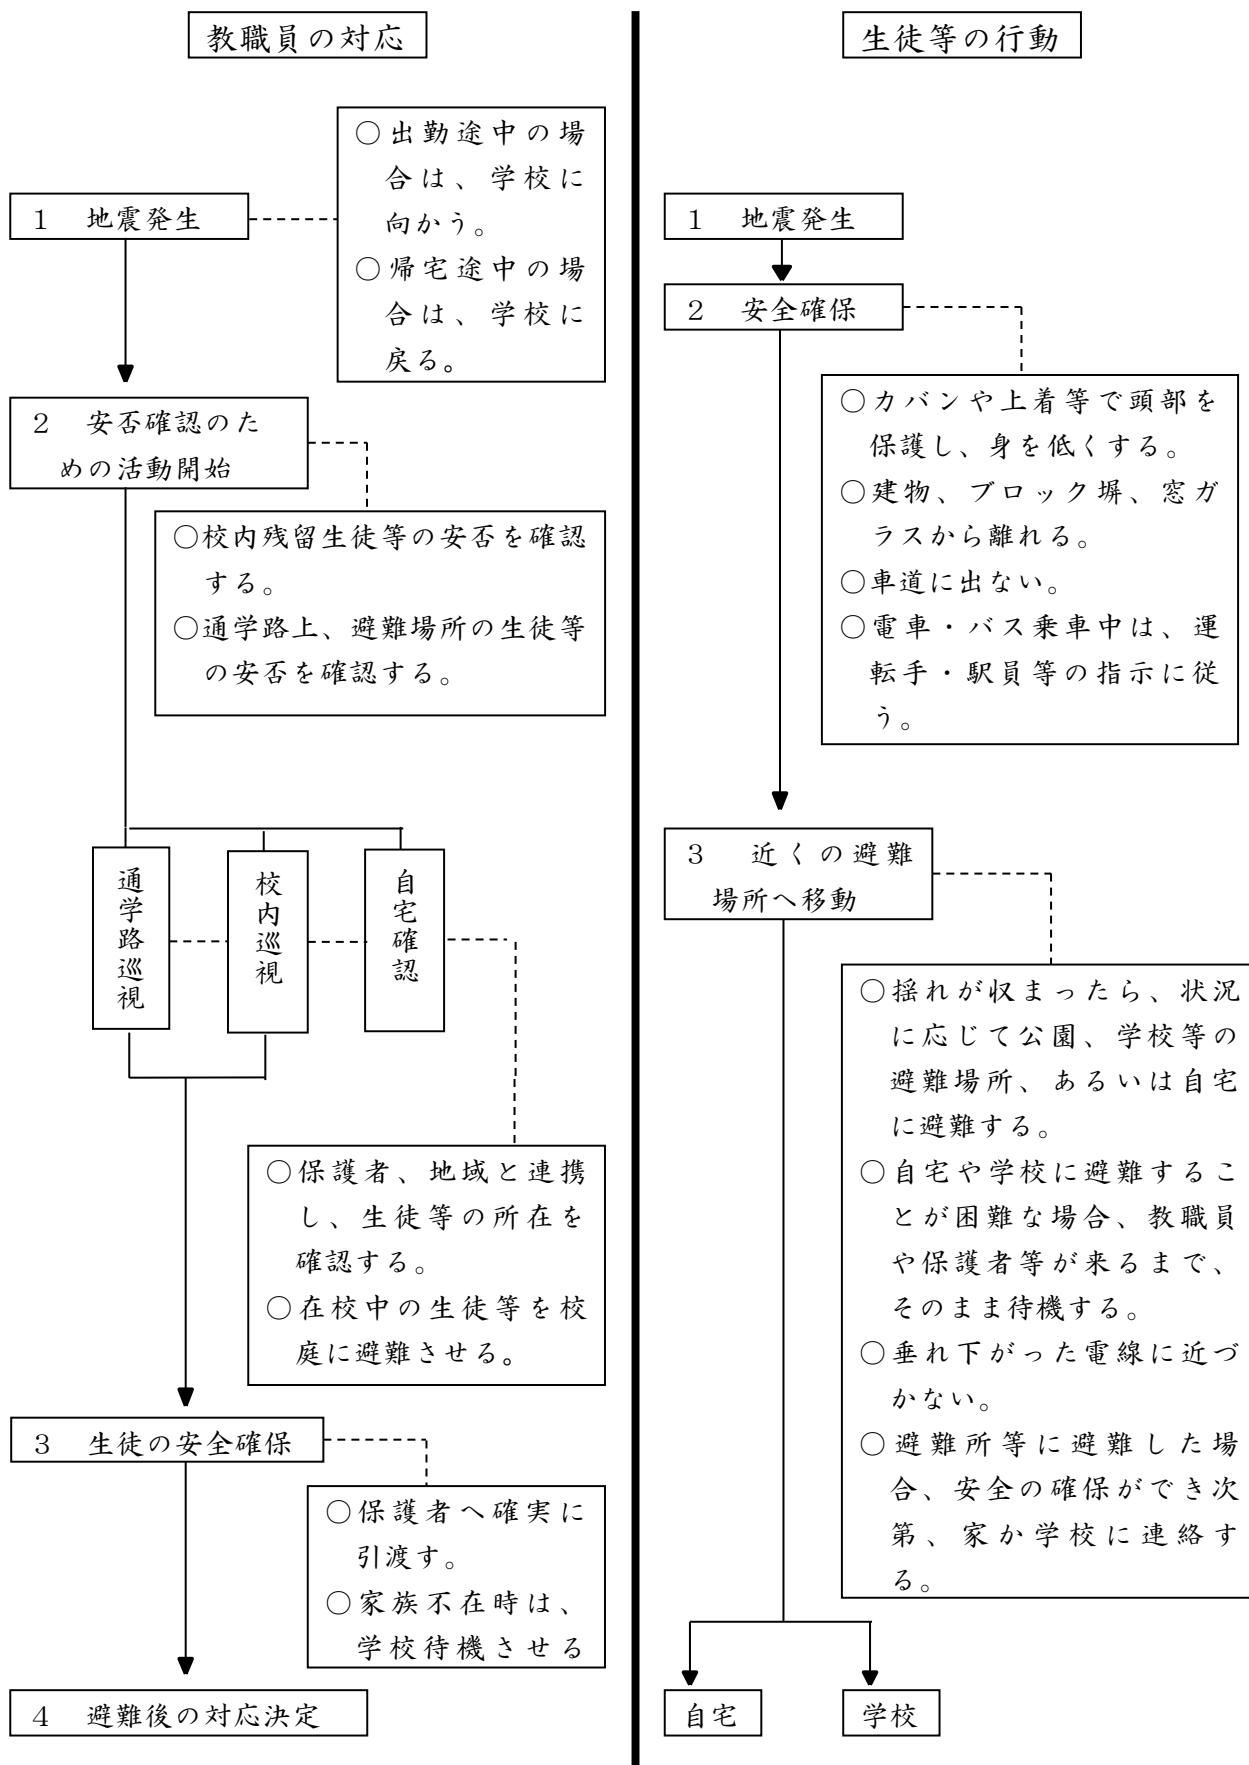 教職員の対応
○出勤途中の場
合は、学校に
向かう。
○帰宅途中の場
合は、学校に
戻る。
1 地震発生
2 安否確認のた
めの活動開始
○校内残留生徒等の安否を確認
する。
○通学路上、避難場所の生徒等
の安否を確認する。
通学路巡視
校内巡視
自宅確認
○保護者、地域と連携
し、生徒等の所在を
確認する。
○在校中の生徒等を校
庭に避難させる。
3 生徒の安全確保
○保護者へ確実に
引渡す。
○家族不在時は、
学校待機させる
4 避難後の対応決定
生徒等の行動
1 地震発生
2 安全確保
○カバンや上着等で頭部を
保護し、身を低くする。
○建物、ブロック塀、窓ガ
ラスから離れる。
○車道に出ない。
○電車・バス乗車中は、運
転手・駅員等の指示に従
う。
3 近くの避難
場所へ移動
○揺れが収まったら、状況
に応じて公園、学校等の
避難場所、あるいは自宅
に避難する。
○自宅や学校に避難するこ
とが困難な場合、教職員
や保護者等が来るまで、
そのまま待機する。
○垂れ下がった電線に近づ
かない。
○避難所等に避難した場
合、安全の確保ができ次
第、家か学校に連絡す
る。
自宅
学校